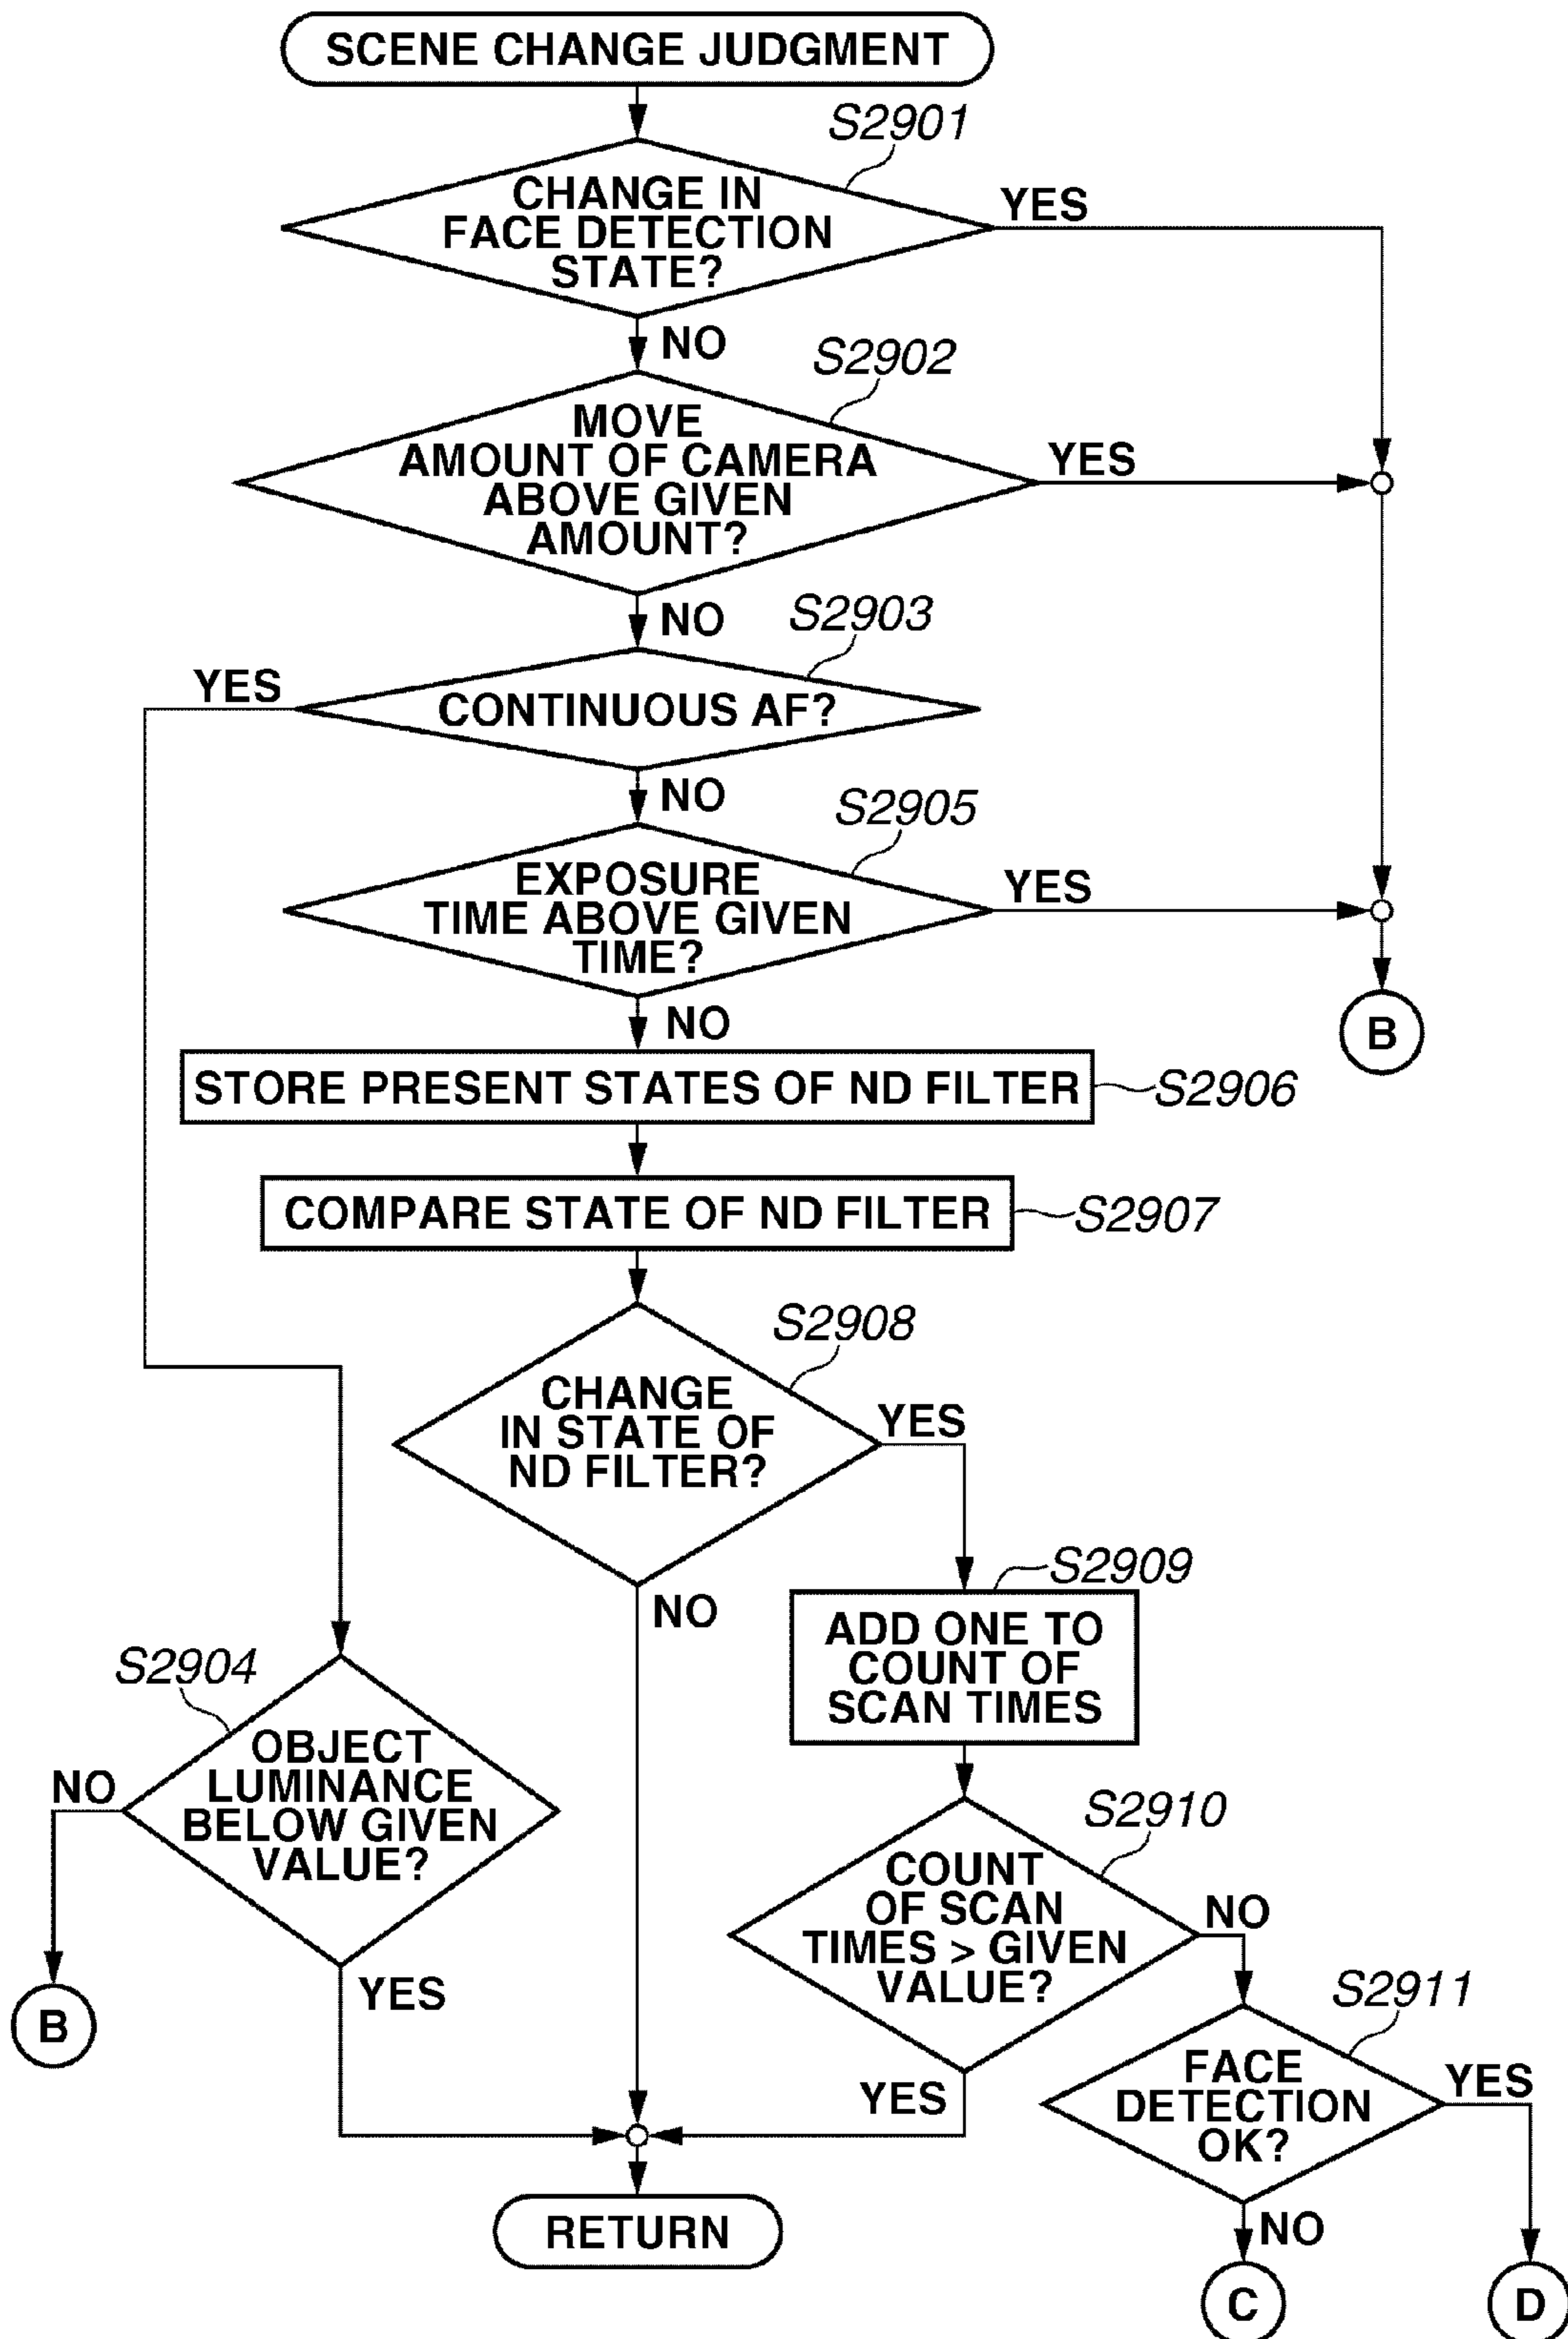 SCENE CHANGE JUDGMENT
S2901
CHANGE IN
FACE DETECTION
STATE?
YES
NO
S2902
MOVE
AMOUNT OF CAMERA
ABOVE GIVEN
AMOUNT?
YES
NO
S2903
YES
CONTINUOUS AF?
NO
S2905
EXPOSURE
TIME ABOVE GIVEN
TIME?
YES
NO
B
STORE PRESENT STATES OF ND FILTER
S2906
COMPARE STATE OF ND FILTER
S2907
S2908
CHANGE
IN STATE OF
ND FILTER?
YES
NO
S2909
ADD ONE TO
COUNT OF
SCAN TIMES
S2904
OBJECT
LUMINANCE
BELOW GIVEN
VALUE?
NO
YES
B
S2910
COUNT
OF SCAN
TIMES > GIVEN
VALUE?
NO
YES
S2911
FACE
DETECTION
OK?
YES
NO
RETURN
C
D